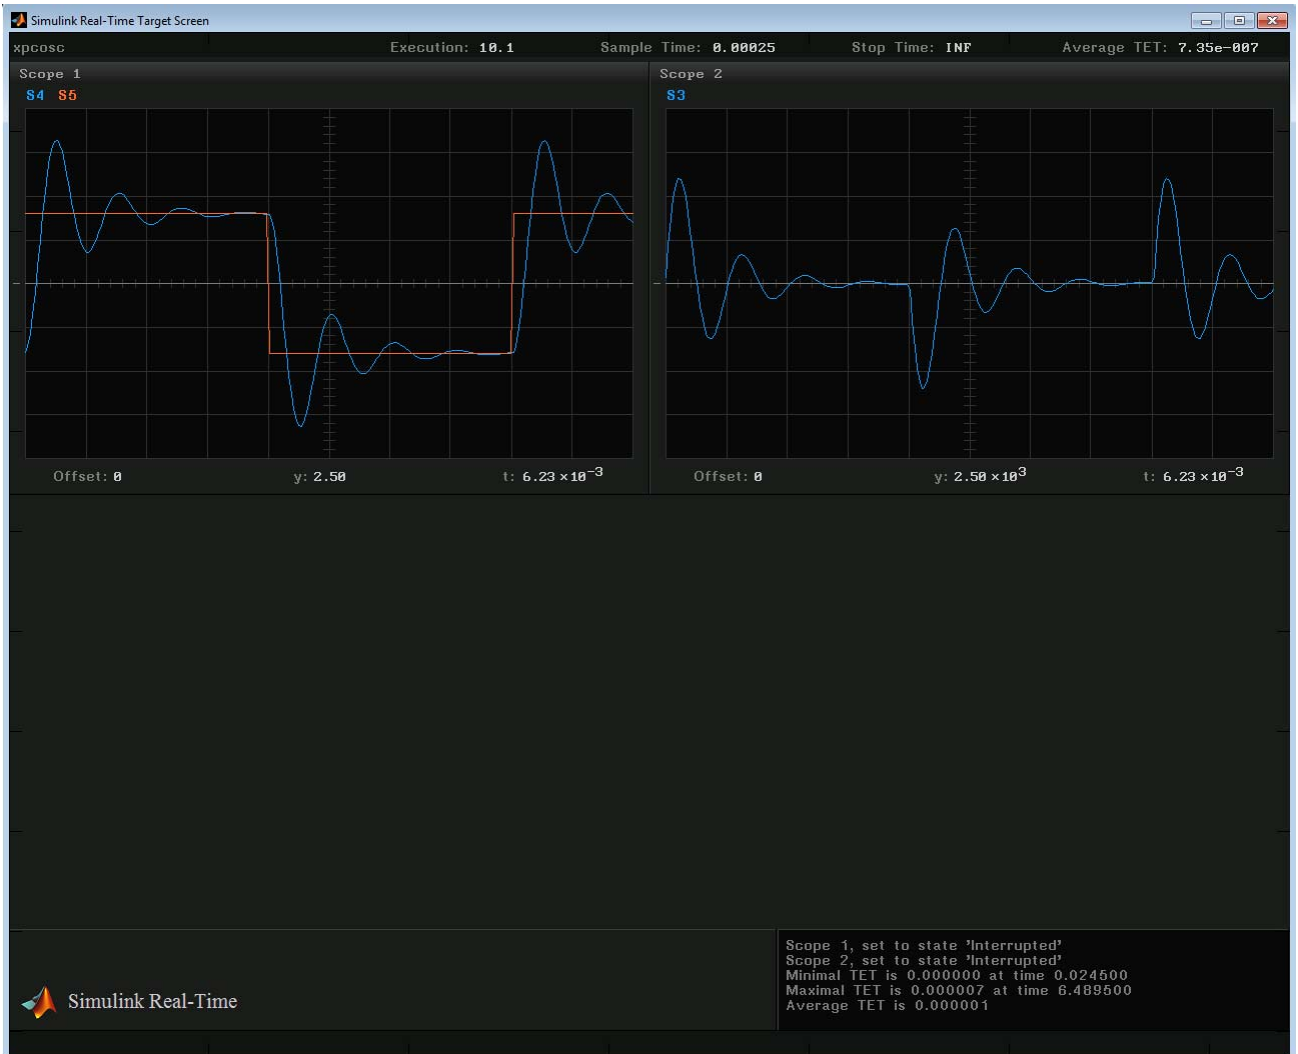 Simulink Real-Time Target Screen
xpcosc Execution: 10.1 Sample Time: 0.00025 Stop Time: INF Average TET: 7.35e-007
Scope 1
S4 S5
Offset: 0 y: 2.50 t: 6.23 ×10⁻³
Scope 2
S3
Offset: 0 y: 2.50 ×10³ t: 6.23 ×10⁻³
Simulink Real-Time
Scope 1, set to state 'Interrupted'
Scope 2, set to state 'Interrupted'
Minimal TET is 0.000000 at time 0.024500
Maximal TET is 0.000007 at time 6.489500
Average TET is 0.000001